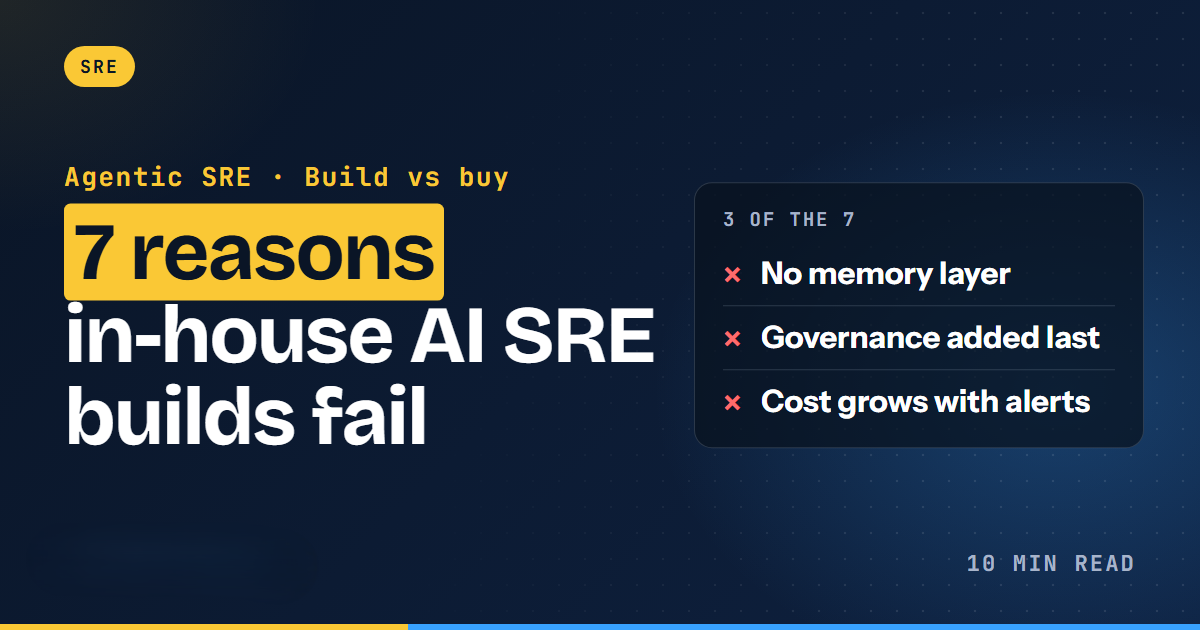 SRE
Agentic SRE · Build vs buy
7 reasons
in-house AI SRE
builds fail
3 OF THE 7
× No memory layer
× Governance added last
× Cost grows with alerts
10 MIN READ